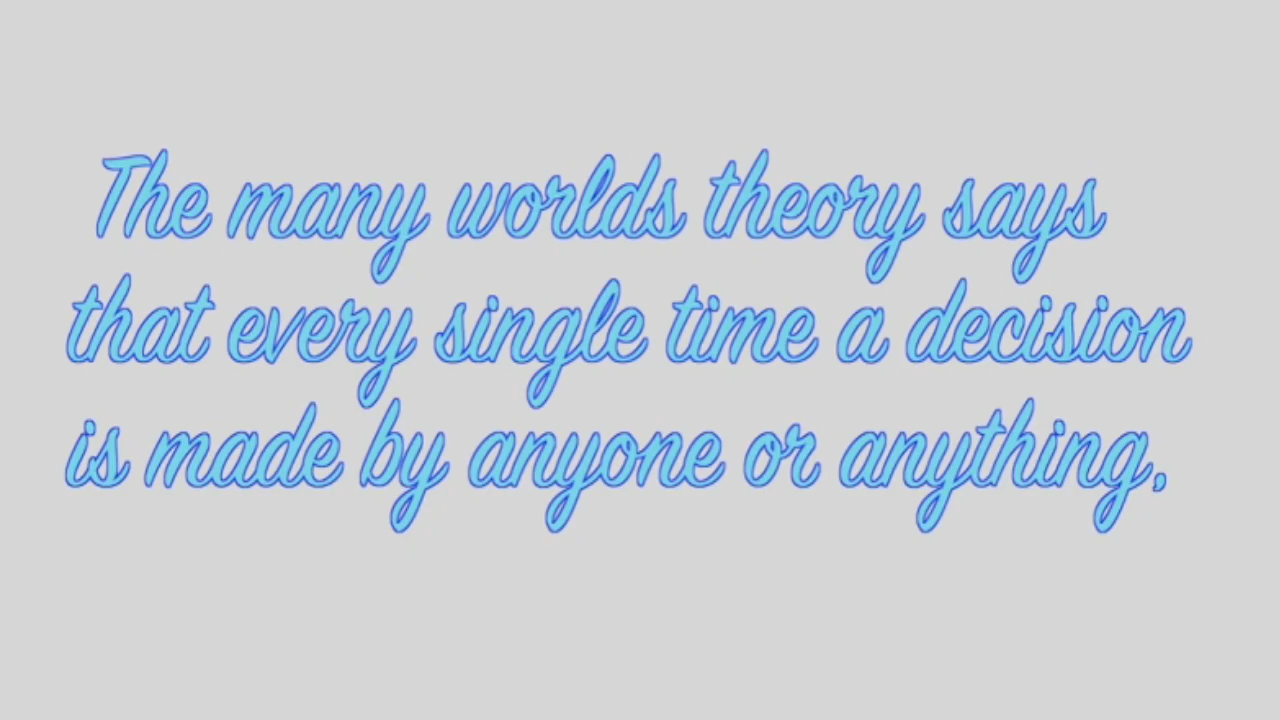 The many worlds theory says
that every single time a decision
is made by anyone or anything,